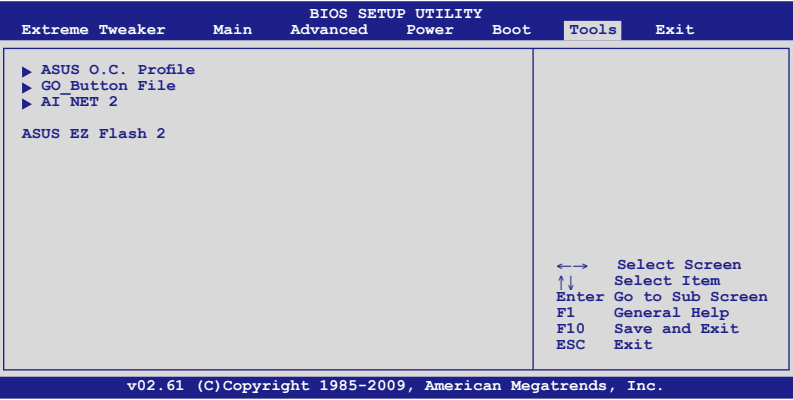 BIOS SETUP UTILITY
Extreme Tweaker Main Advanced Power Boot Tools Exit
▶ ASUS O.C. Profile
▶ GO_Button File
▶ AI NET 2
ASUS EZ Flash 2
←→ Select Screen
↑↓ Select Item
Enter Go to Sub Screen
F1 General Help
F10 Save and Exit
ESC Exit
v02.61 (C)Copyright 1985-2009, American Megatrends, Inc.